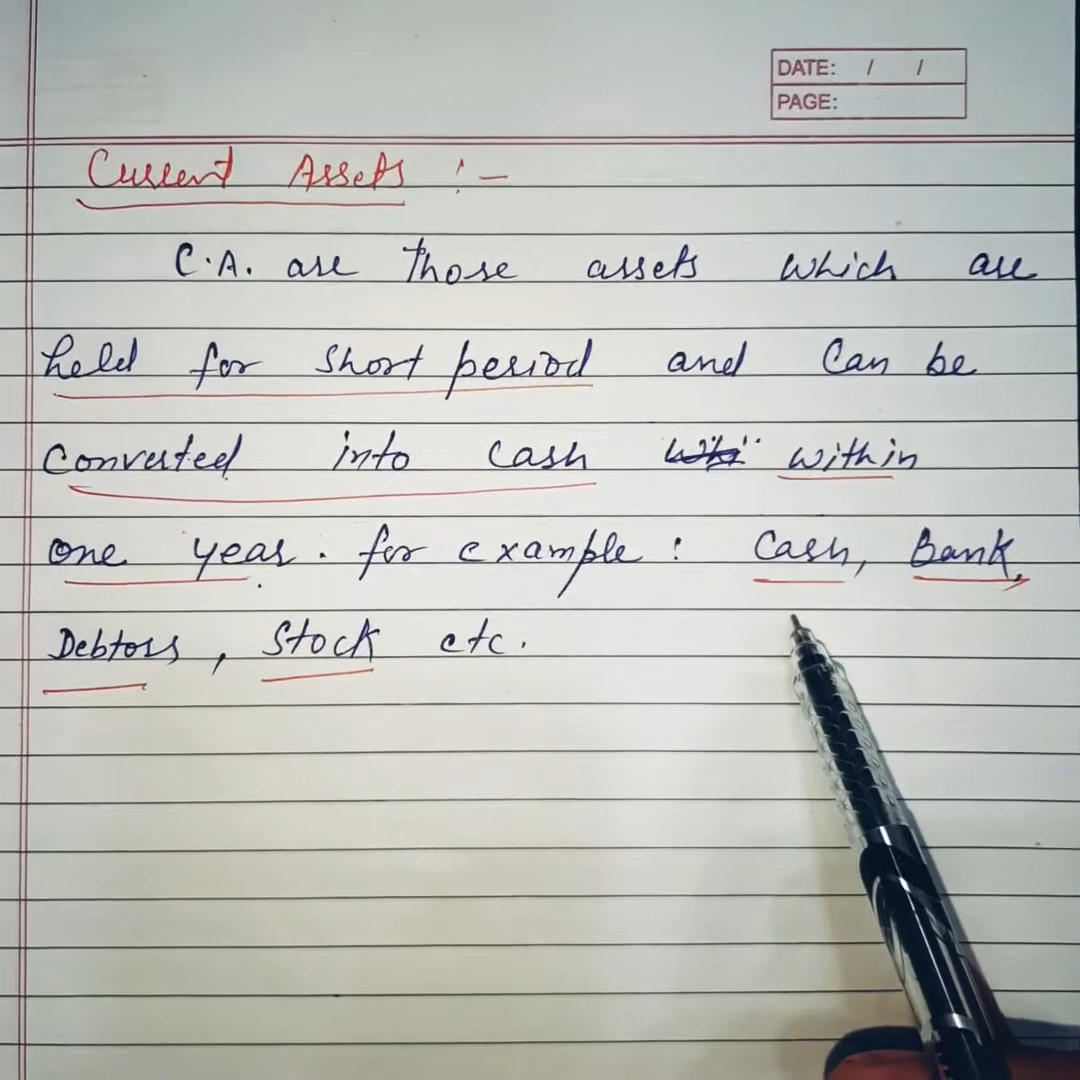 DATE: / /
PAGE:
Current Assets :-
C.A. are those assets which are
held for short period and can be
converted into cash within
one year. for example : Cash, Bank,
Debtors, Stock etc.